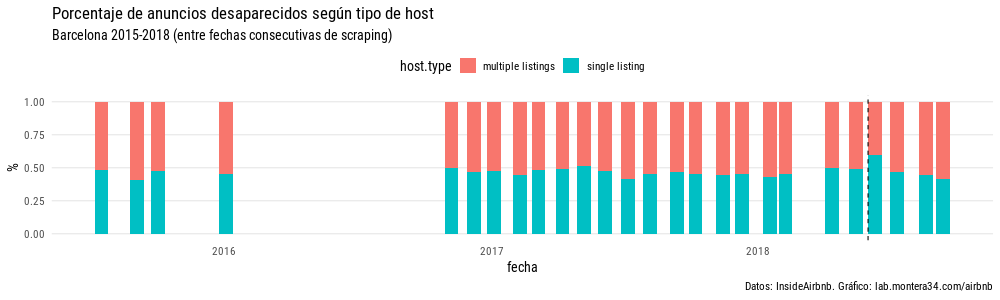 Porcentaje de anuncios desaparecidos según tipo de host
Barcelona 2015-2018 (entre fechas consecutivas de scraping)
host.type multiple listings single listing
1.00
0.75
0.50
0.25
0.00
%
2016 2017 2018
fecha
Datos: InsideAirbnb. Gráfico: lab.montera34.com/airbnb